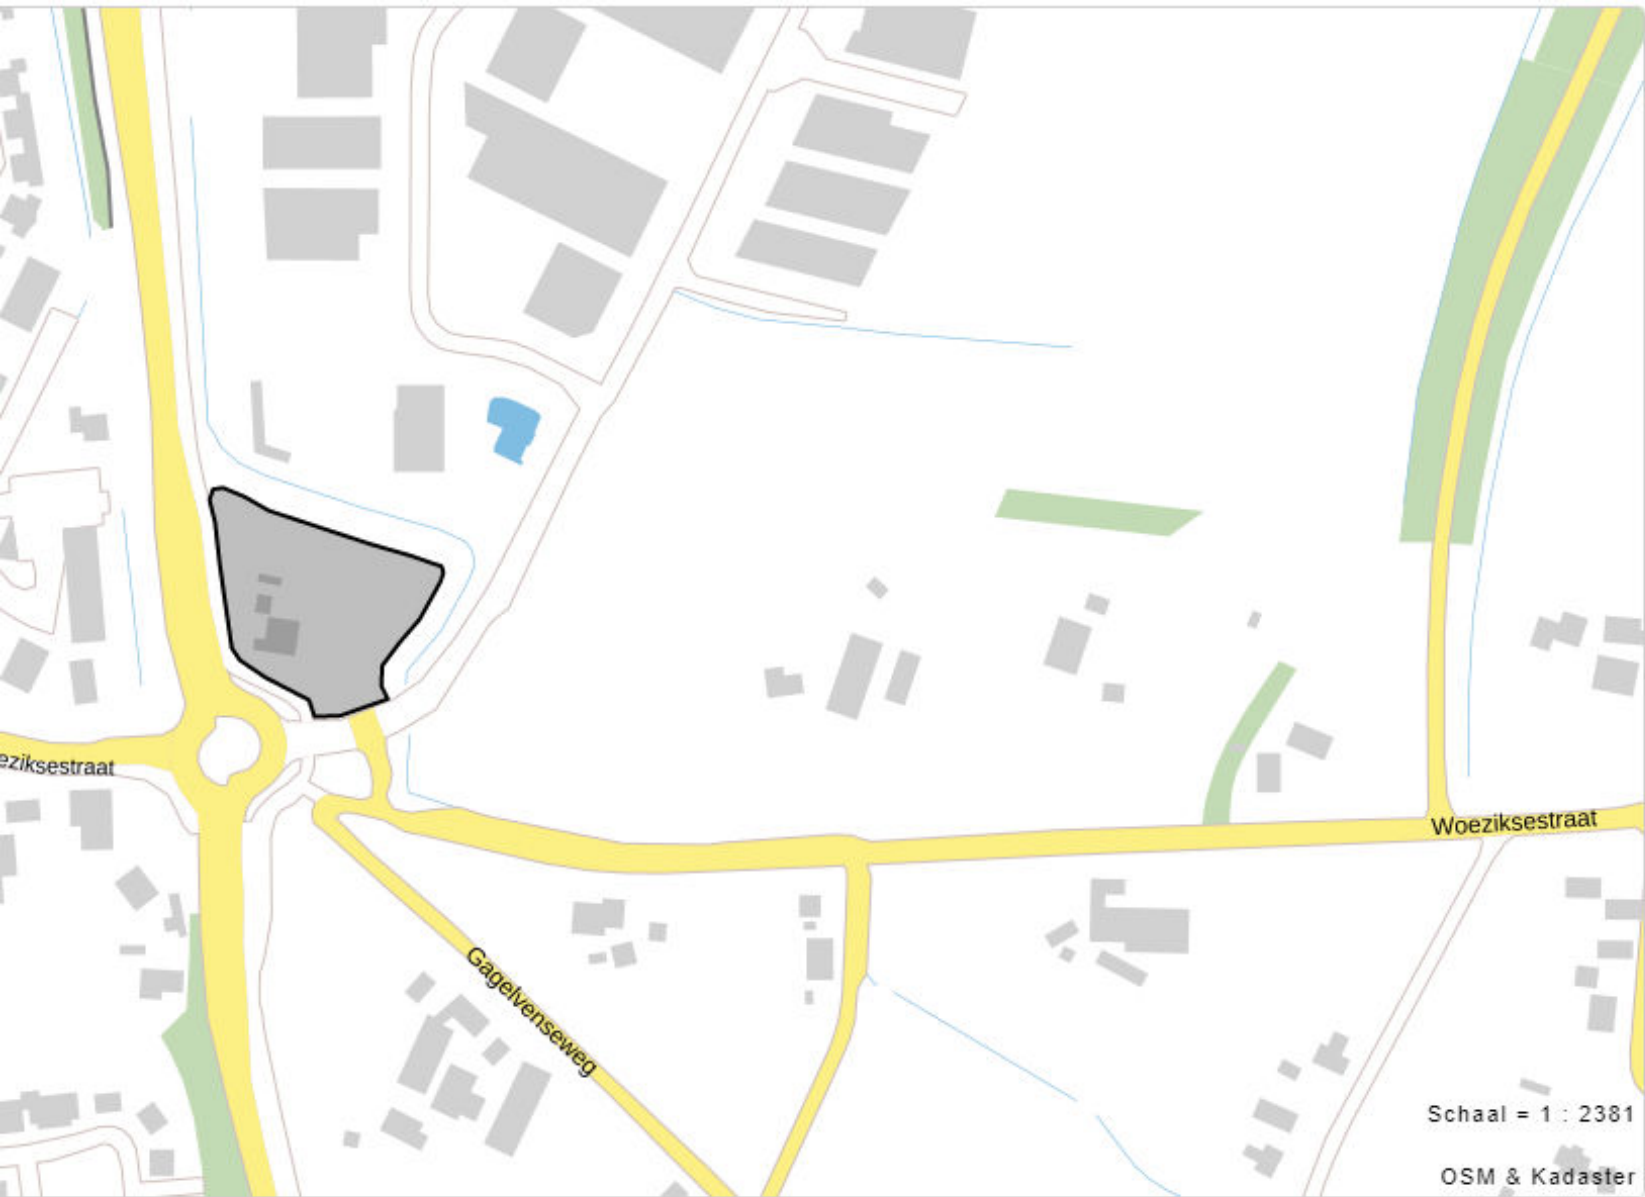 eziksestraat
Woeziksestraat
Gagelvenseweg
Schaal = 1 : 2381
OSM & Kadaster